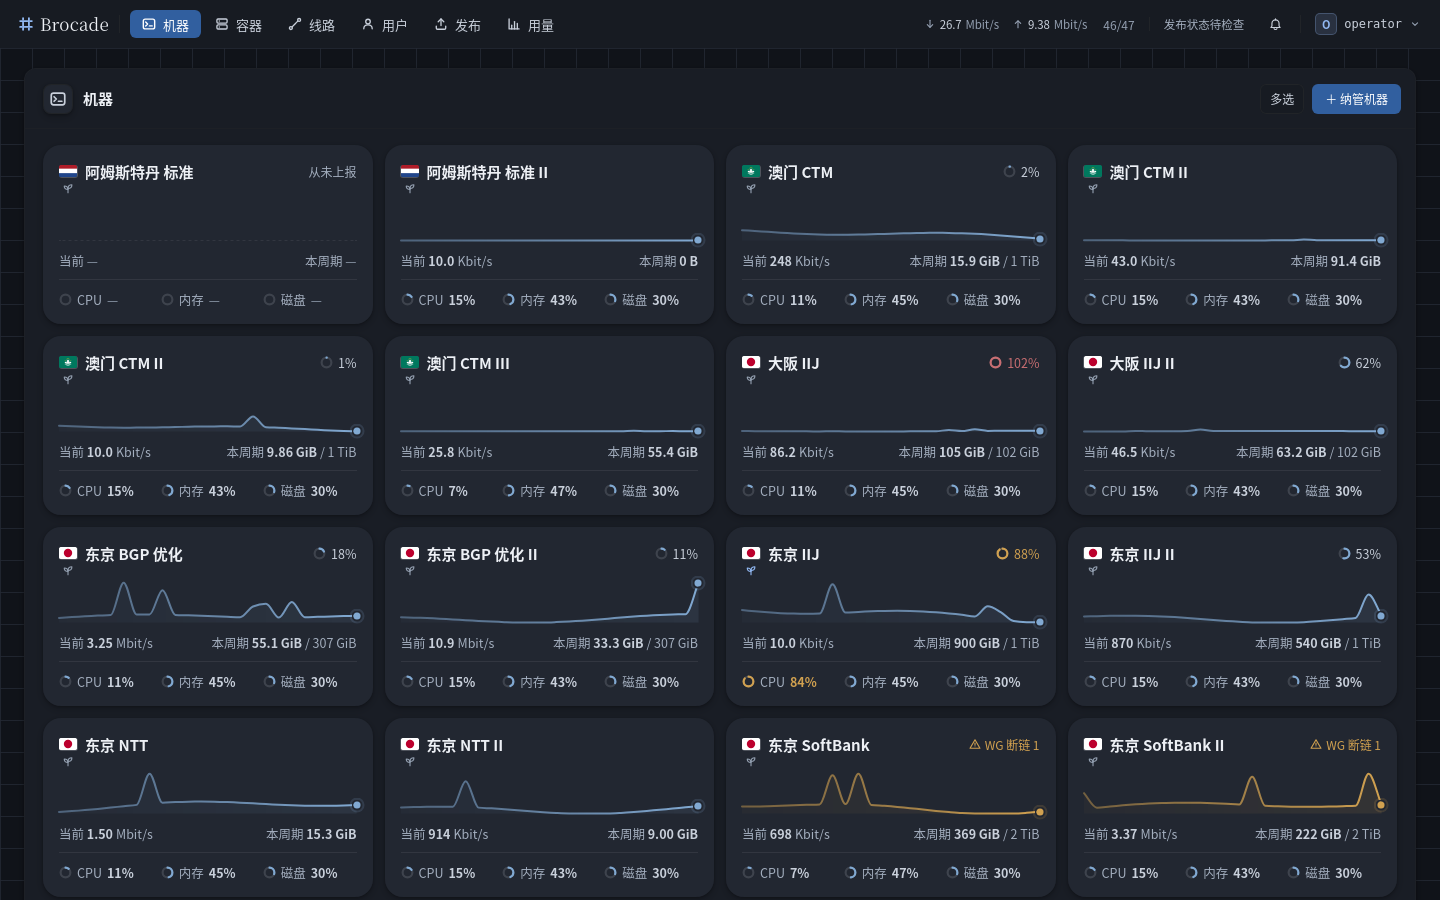 Brocade 机器 容器 线路 用户 发布 用量 26.7 Mbit/s 9.38 Mbit/s 46/47 发布状态待检查 O operator
机器 多选 纳管机器
阿姆斯特丹 标准 从未上报
当前 — 本周期 —
CPU — 内存 — 磁盘 —
阿姆斯特丹 标准 II
当前 10.0 Kbit/s 本周期 0 B
CPU 15% 内存 43% 磁盘 30%
澳门 CTM 2%
当前 248 Kbit/s 本周期 15.9 GiB / 1 TiB
CPU 11% 内存 45% 磁盘 30%
澳门 CTM II
当前 43.0 Kbit/s 本周期 91.4 GiB
CPU 15% 内存 43% 磁盘 30%
澳门 CTM II 1%
当前 10.0 Kbit/s 本周期 9.86 GiB / 1 TiB
CPU 15% 内存 43% 磁盘 30%
澳门 CTM III
当前 25.8 Kbit/s 本周期 55.4 GiB
CPU 7% 内存 47% 磁盘 30%
大阪 IIJ 102%
当前 86.2 Kbit/s 本周期 105 GiB / 102 GiB
CPU 11% 内存 45% 磁盘 30%
大阪 IIJ II 62%
当前 46.5 Kbit/s 本周期 63.2 GiB / 102 GiB
CPU 15% 内存 43% 磁盘 30%
东京 BGP 优化 18%
当前 3.25 Mbit/s 本周期 55.1 GiB / 307 GiB
CPU 11% 内存 45% 磁盘 30%
东京 BGP 优化 II 11%
当前 10.9 Mbit/s 本周期 33.3 GiB / 307 GiB
CPU 15% 内存 43% 磁盘 30%
东京 IIJ 88%
当前 10.0 Kbit/s 本周期 900 GiB / 1 TiB
CPU 84% 内存 45% 磁盘 30%
东京 IIJ II 53%
当前 870 Kbit/s 本周期 540 GiB / 1 TiB
CPU 15% 内存 43% 磁盘 30%
东京 NTT
当前 1.50 Mbit/s 本周期 15.3 GiB
CPU 11% 内存 45% 磁盘 30%
东京 NTT II
当前 914 Kbit/s 本周期 9.00 GiB
CPU 15% 内存 43% 磁盘 30%
东京 SoftBank WG 断链 1
当前 698 Kbit/s 本周期 369 GiB / 2 TiB
CPU 7% 内存 47% 磁盘 30%
东京 SoftBank II WG 断链 1
当前 3.37 Mbit/s 本周期 222 GiB / 2 TiB
CPU 15% 内存 43% 磁盘 30%